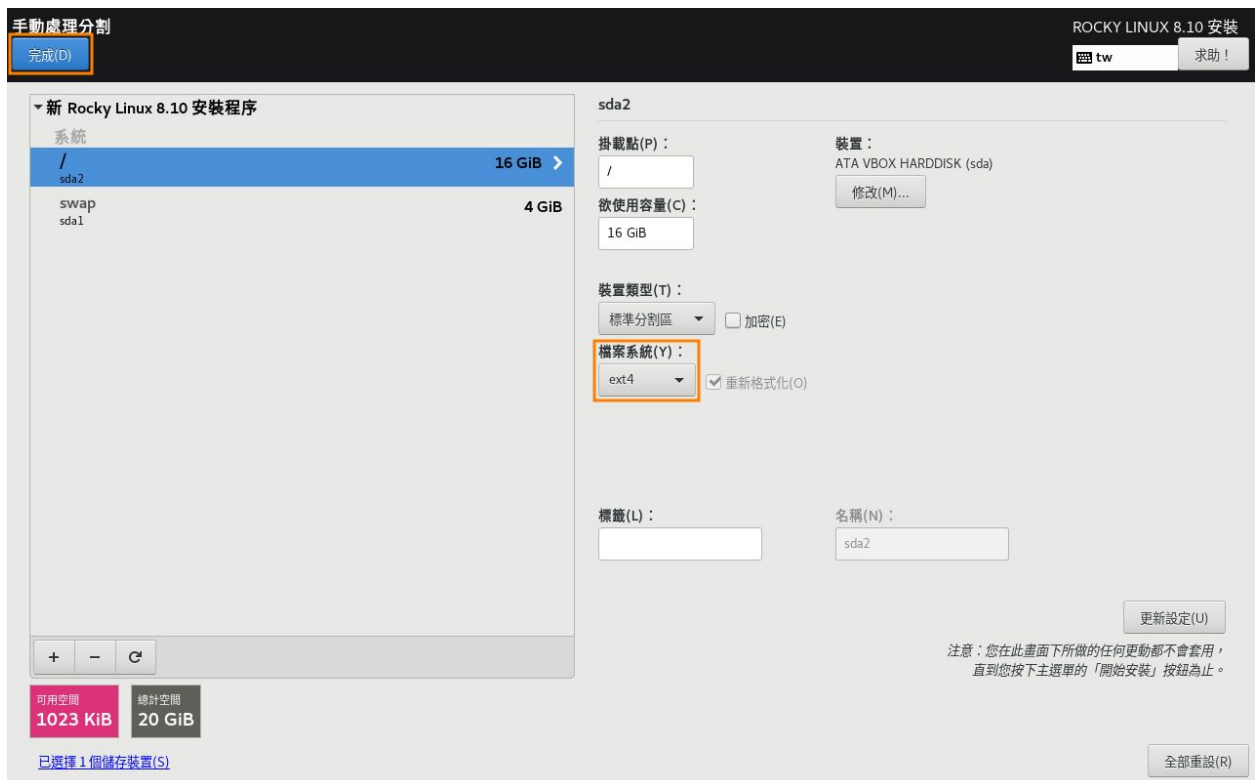 手動處理分割
ROCKY LINUX 8.10 安裝
完成(D)
tw
求助！
新 Rocky Linux 8.10 安裝程序
系統
/
16 GiB
sda2
swap
4 GiB
sda1
sda2
掛載點(P)：
/
裝置：
ATA VBOX HARDDISK (sda)
修改(M)...
欲使用容量(C)：
16 GiB
裝置類型(T)：
標準分割區
加密(E)
檔案系統(Y)：
ext4
重新格式化(O)
標籤(L)：
名稱(N)：
sda2
更新設定(U)
注意：您在此畫面下所做的任何更動都不會套用，
直到您按下主選單的「開始安裝」按鈕為止。
+ −
可用空間
1023 KiB
總計空間
20 GiB
已選擇 1 個儲存裝置(S)
全部重設(R)